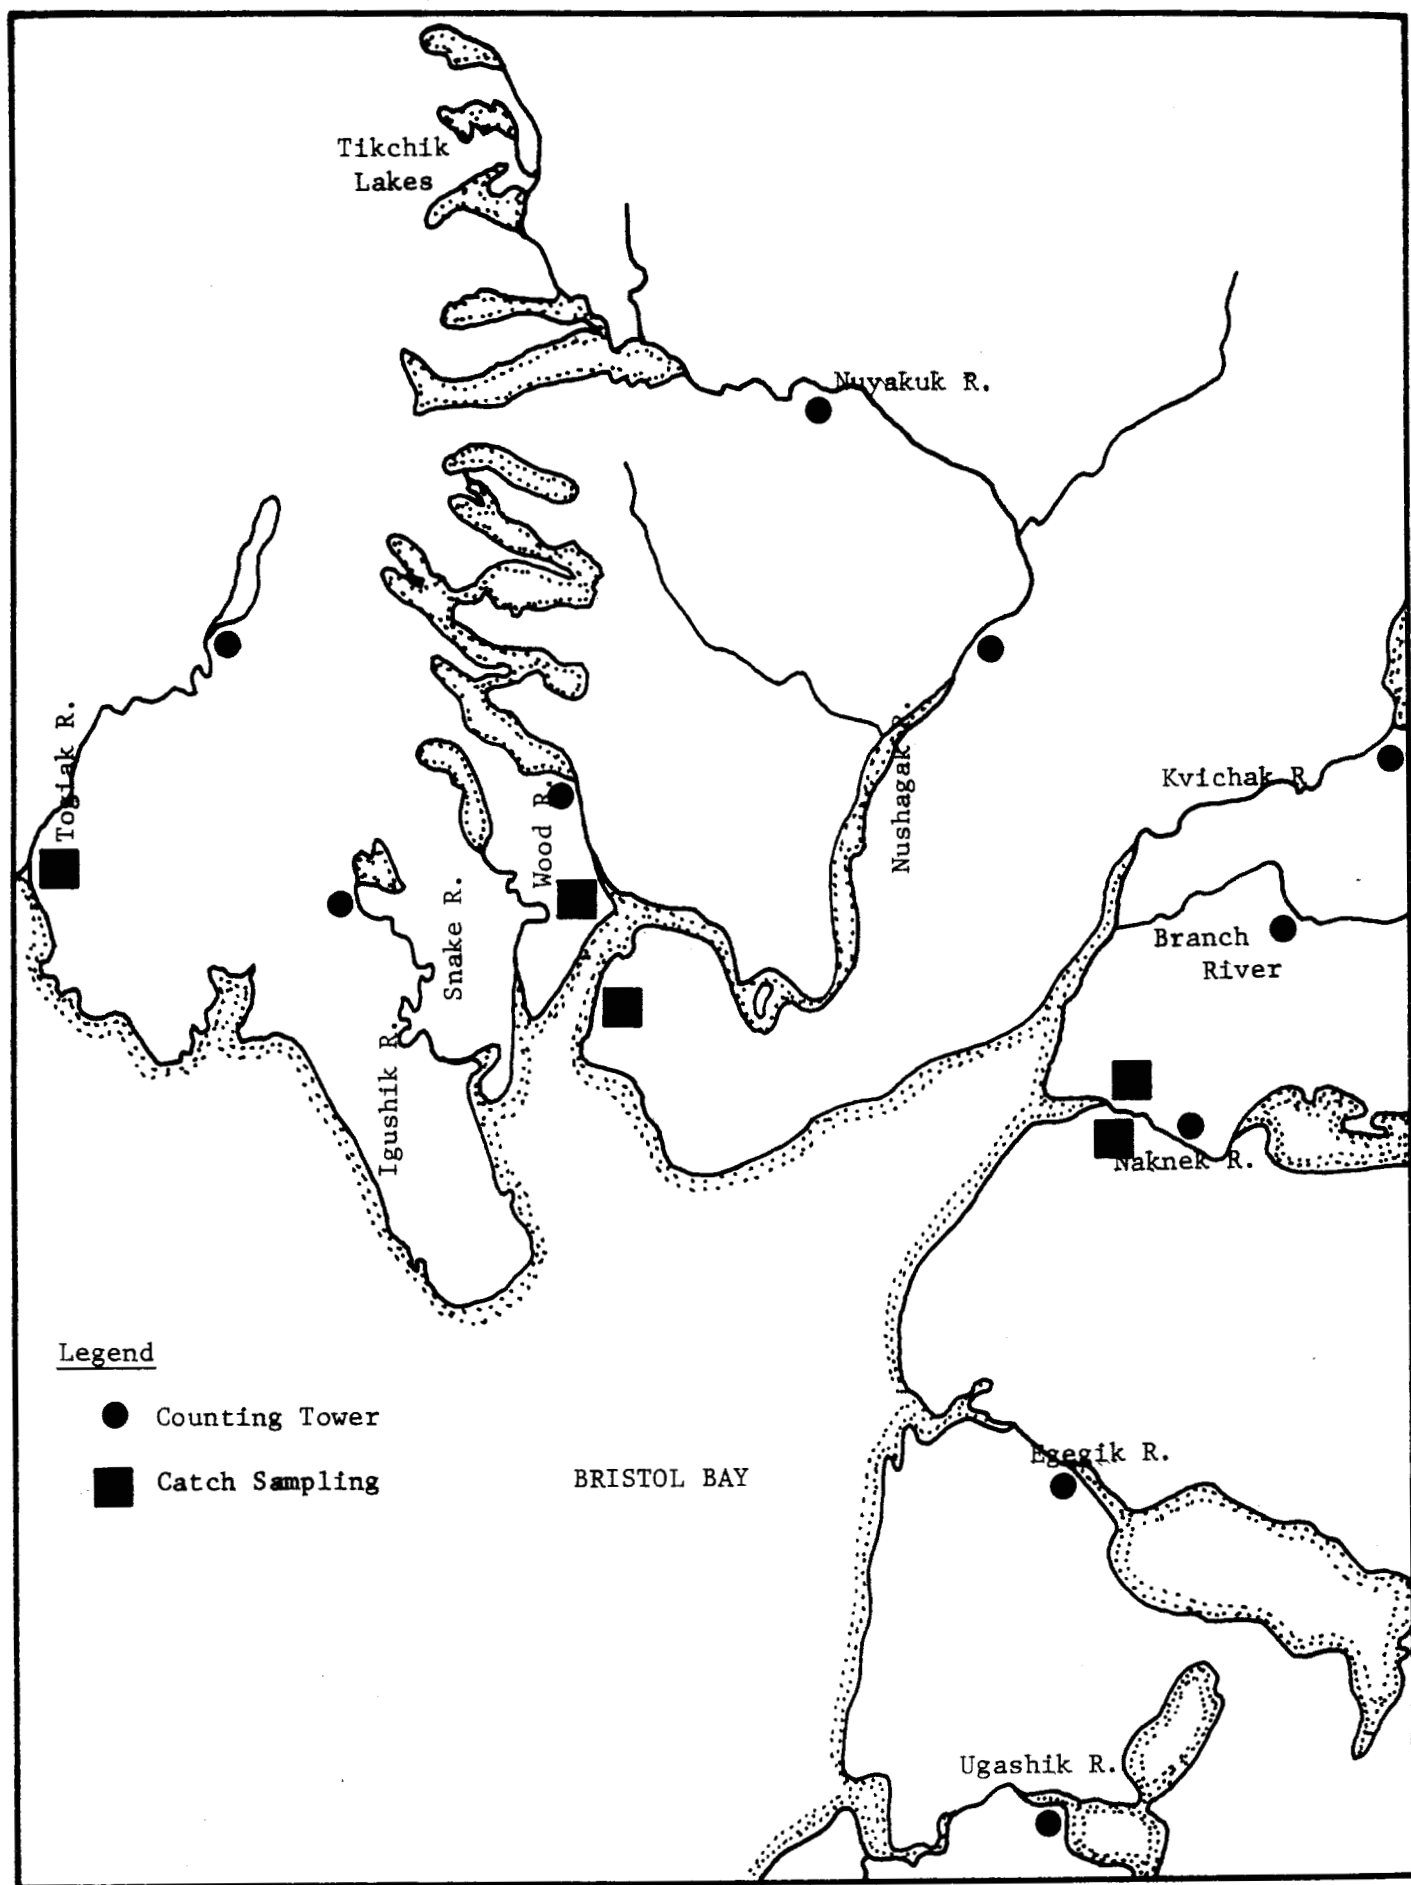 Tikchik
Lakes
Nuyakuk R.
Togiak R.
Kvichak R.
Nushagak R.
Wood R.
Snake R.
Branch
River
Igushik R.
Naknek R.
Legend
Counting Tower
Catch Sampling
BRISTOL BAY
Egegik R.
Ugashik R.